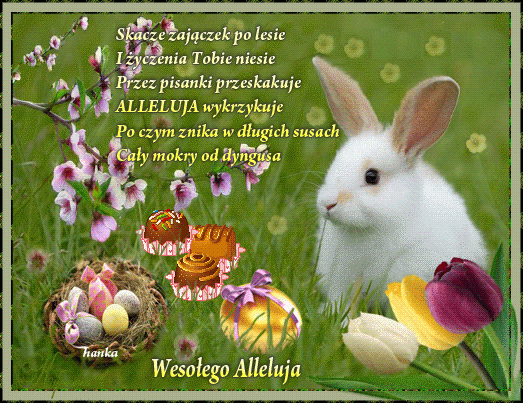 Skacze zajączek po lesie
I życzenia Tobie niesie
Przez pisanki przeskakuje
ALLELUJA wykrzykuje
Po czym znika w długich susach
Cały mokry od dyngusa
hanka
Wesołego Alleluja